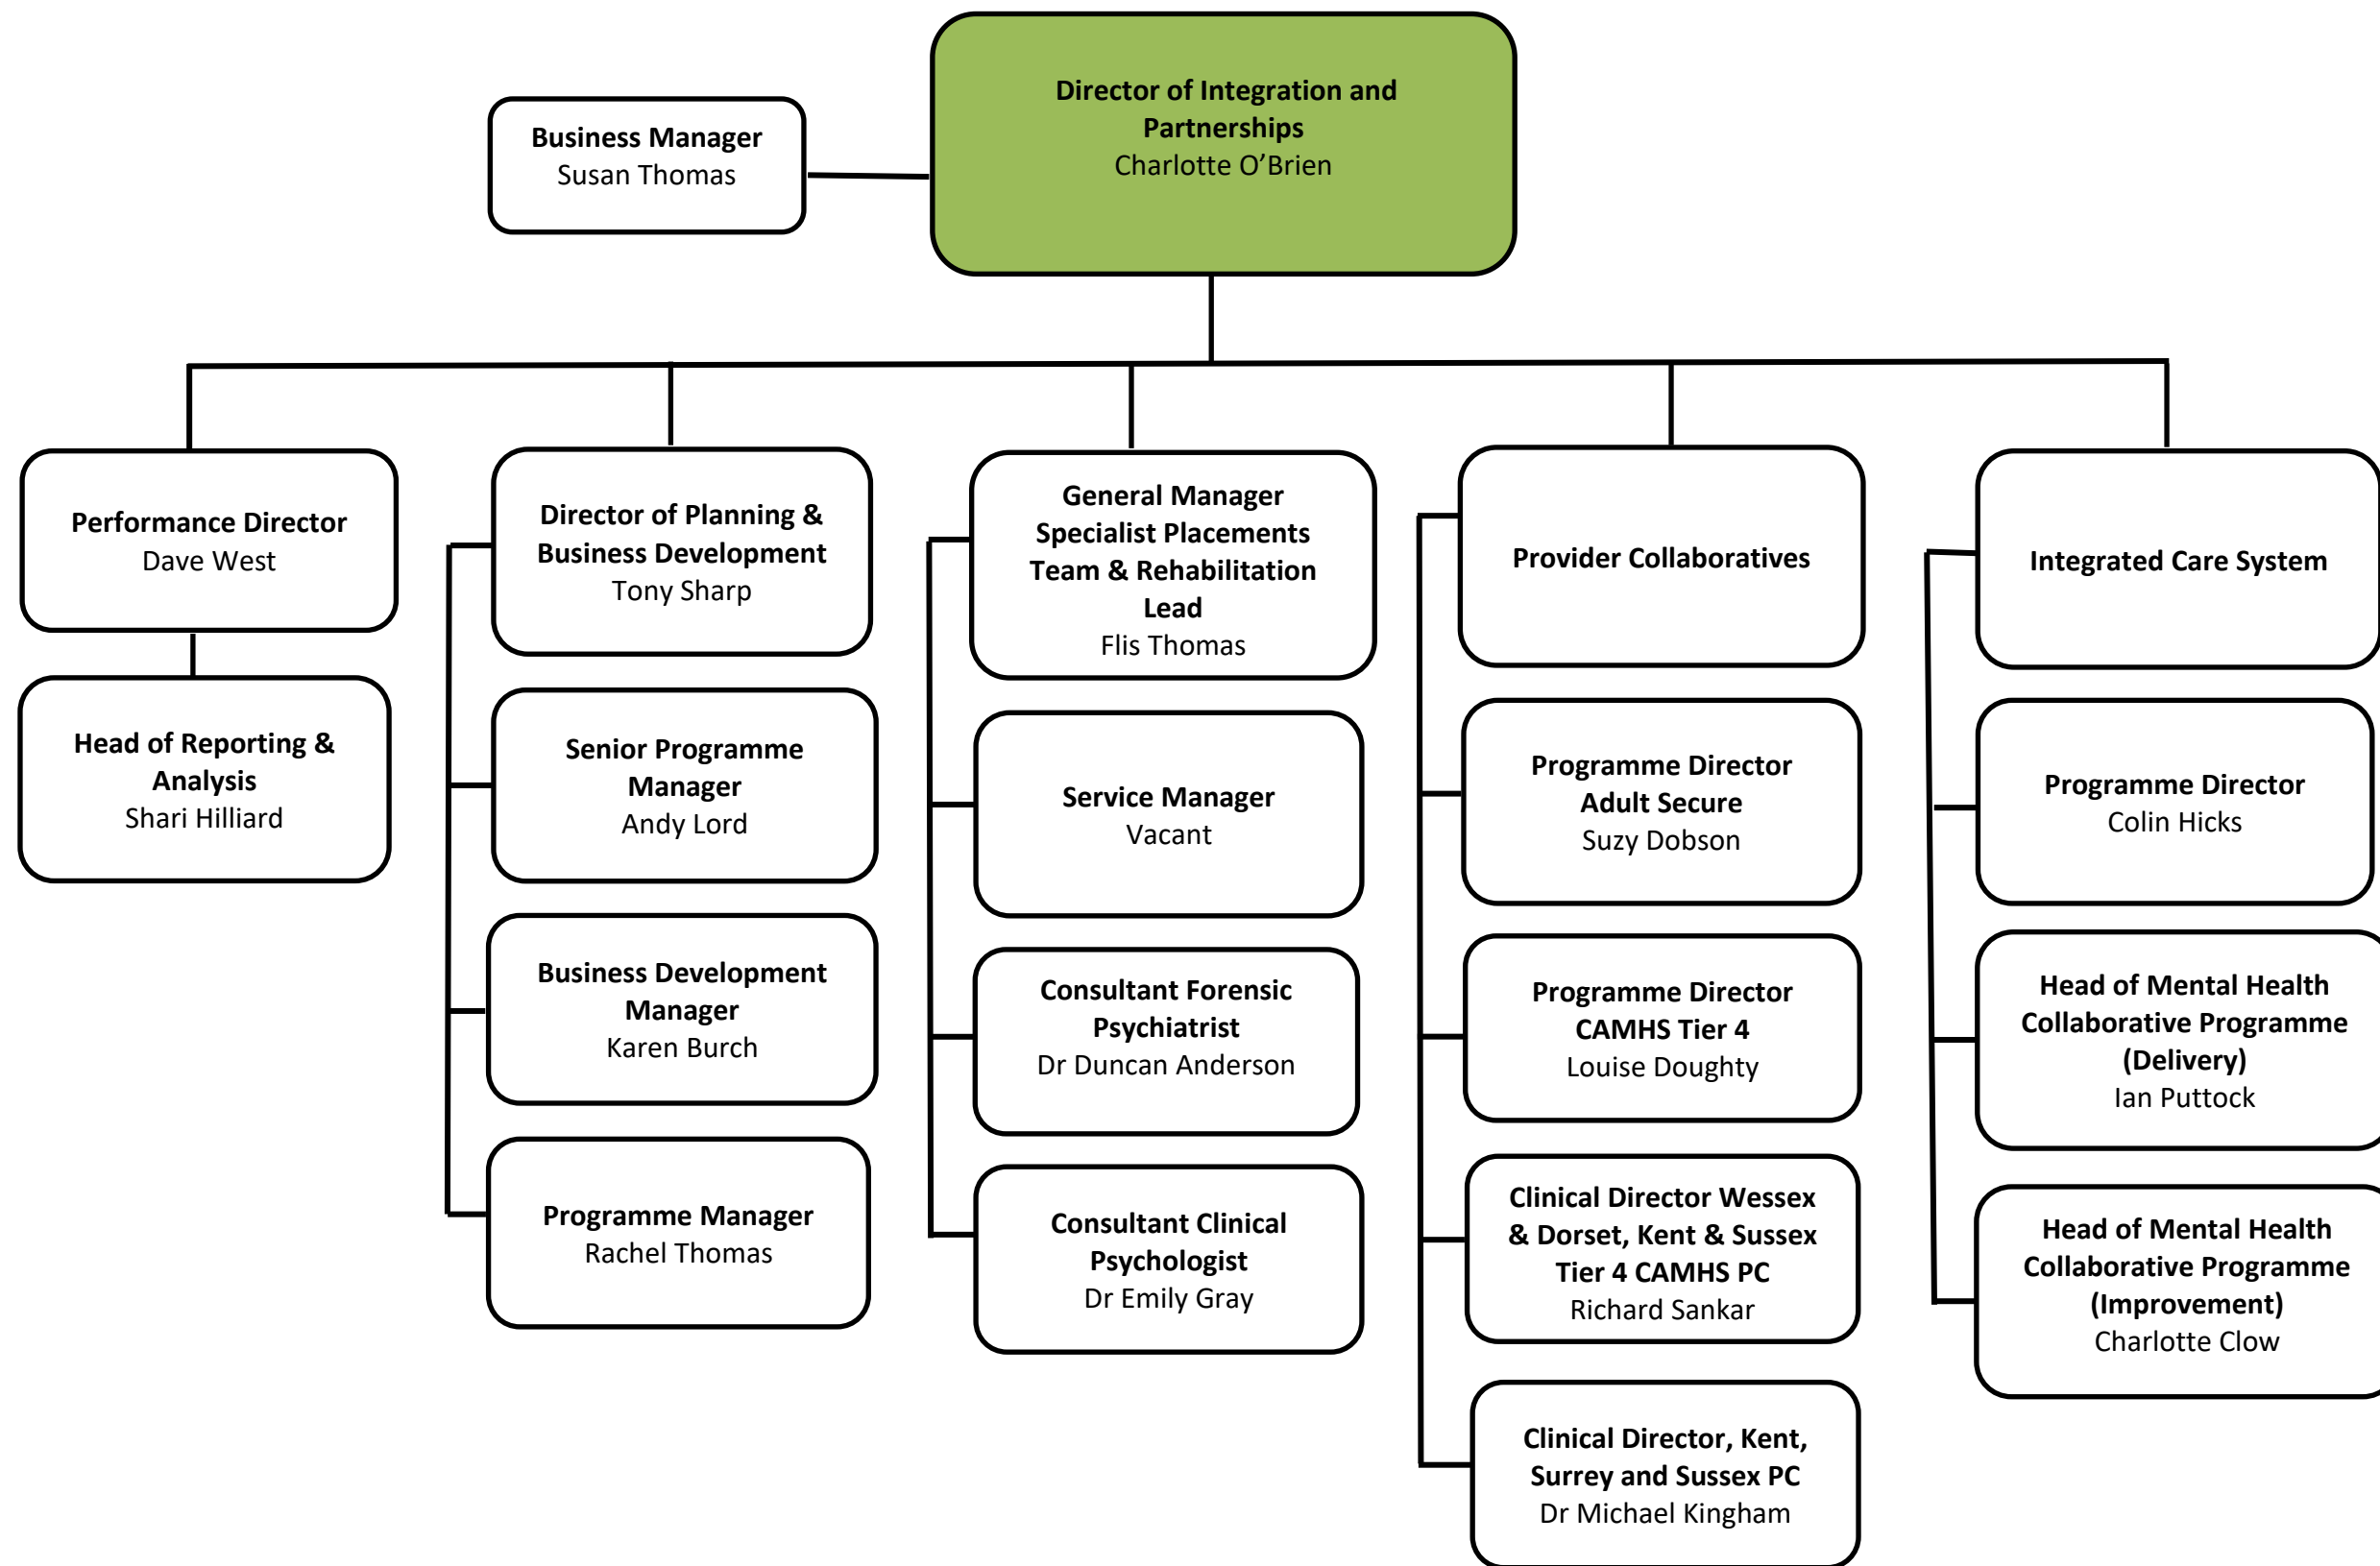 Director of Integration and
Partnerships
Charlotte O’Brien
Business Manager
Susan Thomas
Performance Director
Dave West
Head of Reporting &
Analysis
Shari Hilliard
Director of Planning &
Business Development
Tony Sharp
Senior Programme
Manager
Andy Lord
Business Development
Manager
Karen Burch
Programme Manager
Rachel Thomas
General Manager
Specialist Placements
Team & Rehabilitation
Lead
Flis Thomas
Service Manager
Vacant
Consultant Forensic
Psychiatrist
Dr Duncan Anderson
Consultant Clinical
Psychologist
Dr Emily Gray
Provider Collaboratives
Programme Director
Adult Secure
Suzy Dobson
Programme Director
CAMHS Tier 4
Louise Doughty
Clinical Director Wessex
& Dorset, Kent & Sussex
Tier 4 CAMHS PC
Richard Sankar
Clinical Director, Kent,
Surrey and Sussex PC
Dr Michael Kingham
Integrated Care System
Programme Director
Colin Hicks
Head of Mental Health
Collaborative Programme
(Delivery)
Ian Puttock
Head of Mental Health
Collaborative Programme
(Improvement)
Charlotte Clow